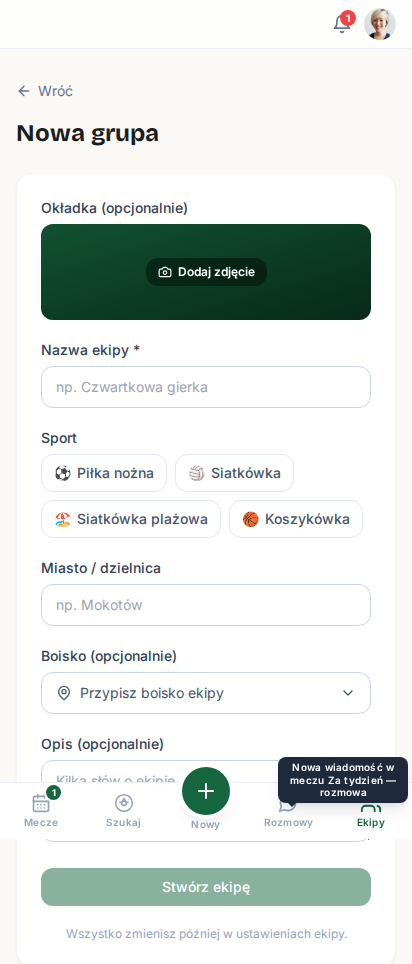 1
Wróć
Nowa grupa
Okładka (opcjonalnie)
Dodaj zdjęcie
Nazwa ekipy *
np. Czwartkowa gierka
Sport
Piłka nożna
Siatkówka
Siatkówka plażowa
Koszykówka
Miasto / dzielnica
np. Mokotów
Boisko (opcjonalnie)
Przypisz boisko ekipy
Opis (opcjonalnie)
Kilka słów o ekipie
Nowa wiadomość w
meczu Za tydzień —
rozmowa
1
Mecze
Szukaj
Nowy
Rozmowy
Ekipy
Stwórz ekipę
Wszystko zmienisz później w ustawieniach ekipy.